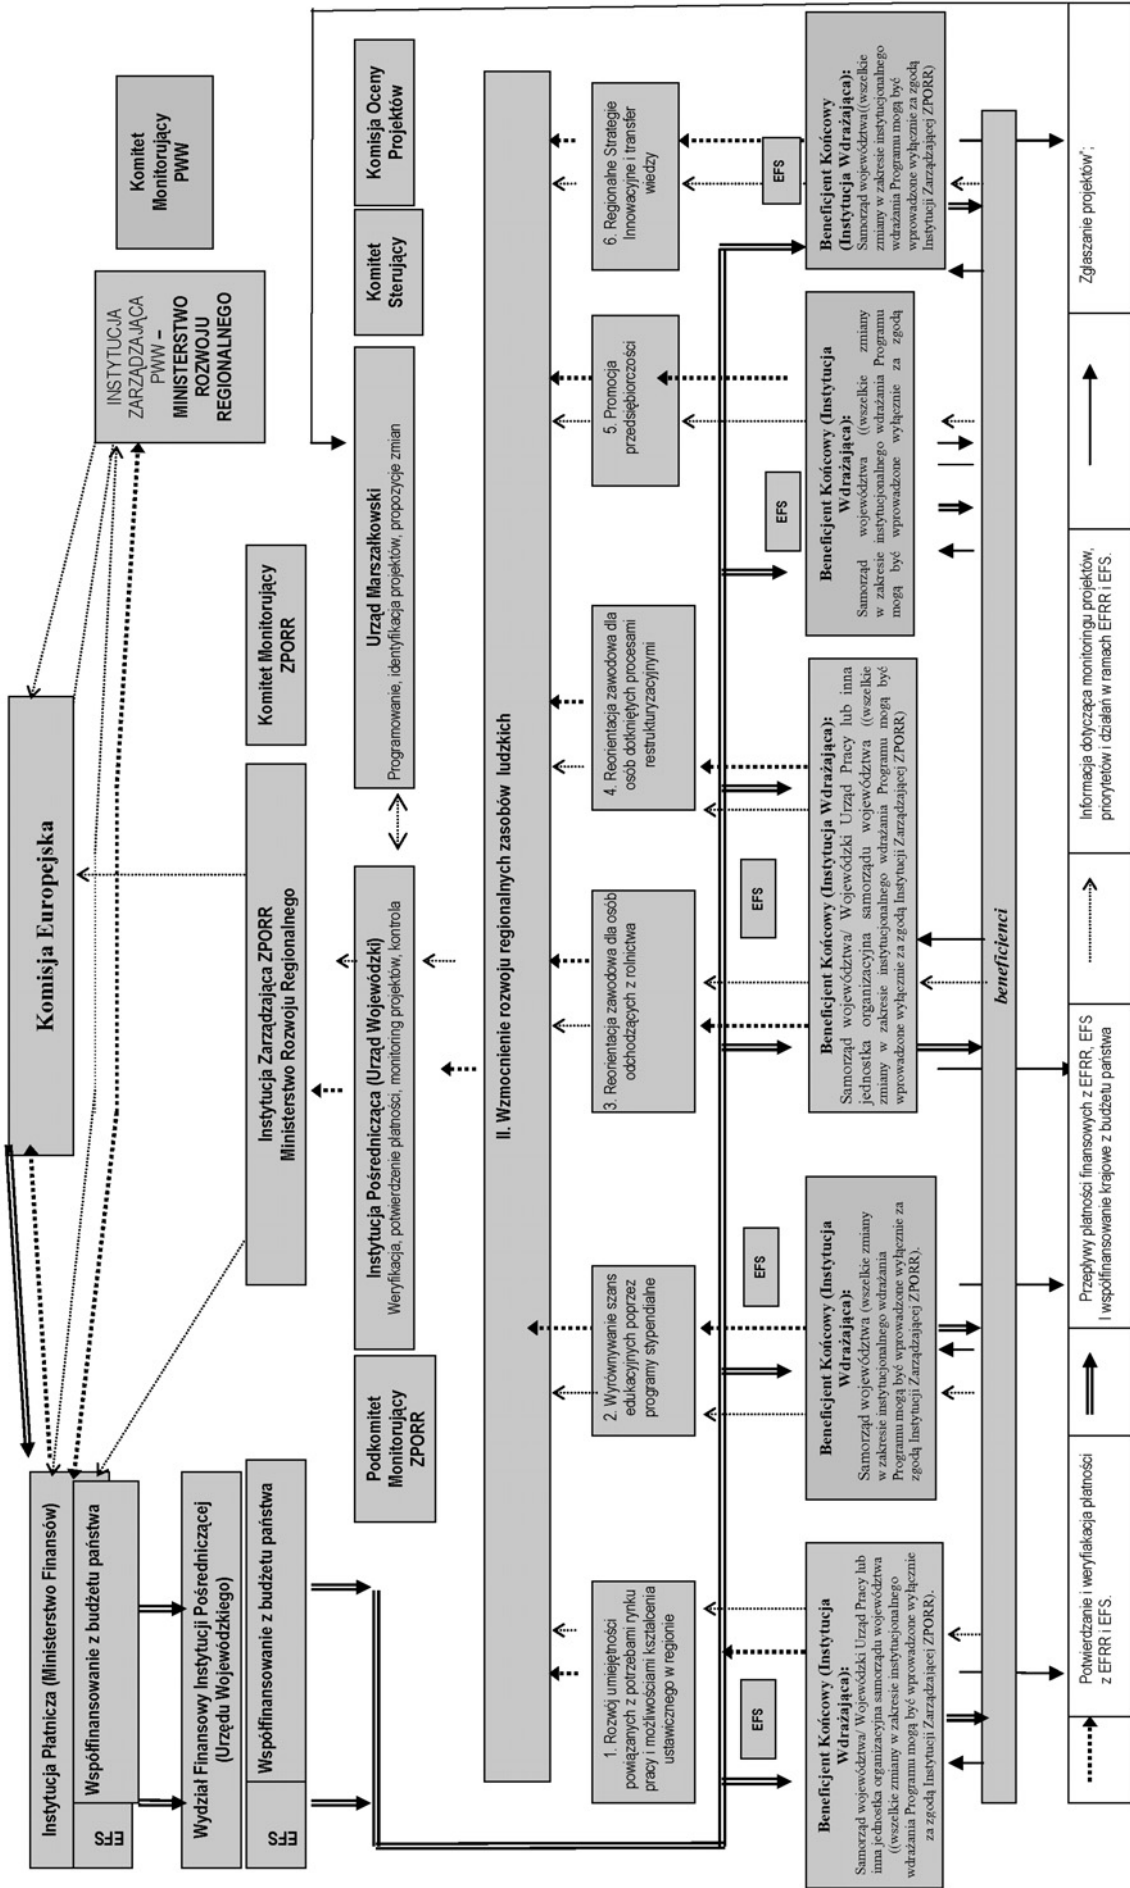 Komisja Europejska
INSTYTUCJA
ZARZĄDZAJĄCA
PWW –
MINISTERSTWO
ROZWOJU
REGIONALNEGO
Komitet
Monitorujący
PWW
Instytucja Płatnicza (Ministerstwo Finansów)
EFS
Współfinansowanie z budżetu państwa
Wydział Finansowy Instytucji Pośredniczącej
(Urzędu Wojewódzkiego)
EFS
Współfinansowanie z budżetu państwa
Instytucja Zarządzająca ZPORR
Ministerstwo Rozwoju Regionalnego
Komitet Monitorujący
ZPORR
Podkomitet
Monitorujący
ZPORR
Instytucja Pośrednicząca (Urząd Wojewódzki)
Weryfikacja, potwierdzenie płatności, monitoring projektów, kontrola
Urząd Marszałkowski
Programowanie, identyfikacja projektów, propozycje zmian
Komitet
Sterujący
Komisja Oceny
Projektów
II. Wzmocnienie rozwoju regionalnych zasobów ludzkich
1. Rozwój umiejętności
powiązanych z potrzebami rynku
pracy i możliwościami kształcenia
ustawicznego w regionie
2. Wyrównywanie szans
edukacyjnych poprzez
programy stypendialne
3. Reorientacja zawodowa dla osób
odchodzących z rolnictwa
4. Reorientacja zawodowa dla
osób dotkniętych procesami
restrukturyzacyjnymi
5. Promocja
przedsiębiorczości
6. Regionalne Strategie
Innowacyjne i transfer
wiedzy
EFS
EFS
EFS
EFS
EFS
Beneficjent Końcowy (Instytucja
Wdrażająca):
Samorząd województwa/ Wojewódzki Urząd Pracy lub
inna jednostka organizacyjna samorządu województwa
((wszelkie zmiany w zakresie instytucjonalnego
wdrażania Programu mogą być wprowadzone wyłącznie
za zgodą Instytucji Zarządzającej ZPORR).
Beneficjent Końcowy (Instytucja
Wdrażająca):
Samorząd województwa (wszelkie zmiany
w zakresie instytucjonalnego wdrażania
Programu mogą być wprowadzone wyłącznie za
zgodą Instytucji Zarządzającej ZPORR).
Beneficjent Końcowy (Instytucja Wdrażająca):
Samorząd województwa/ Wojewódzki Urząd Pracy lub inna
jednostka organizacyjna samorządu województwa ((wszelkie
zmiany w zakresie instytucjonalnego wdrażania Programu mogą być
wprowadzone wyłącznie za zgodą Instytucji Zarządzającej ZPORR)
Beneficjent Końcowy (Instytucja
Wdrażająca):
Samorząd województwa ((wszelkie zmiany
w zakresie instytucjonalnego wdrażania Programu
mogą być wprowadzone wyłącznie za zgodą
Beneficjent Końcowy
(Instytucja Wdrażająca):
Samorząd województwa((wszelkie
zmiany w zakresie instytucjonalnego
wdrażania Programu mogą być
wprowadzone wyłącznie za zgodą
Instytucji Zarządzającej ZPORR)
beneficjenci
Potwierdzanie i weryfiakacja płatności
z EFRR i EFS.
Przepływy płatności finansowych z EFRR, EFS
I współfinansowanie krajowe z budżetu państwa
Informacja dotycząca monitoringu projektów,
priorytetów i działań w ramach EFRR i EFS.
Zgłaszanie projektów*;